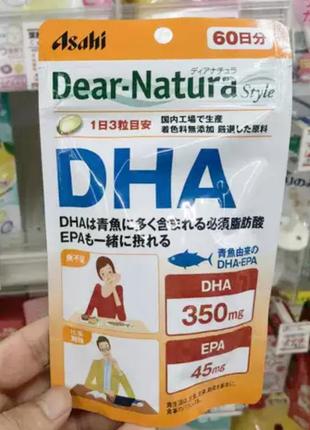 Asahi
60日分
ディアナチュラ
Dear-Natura Style
1日3粒目安
国内工場で生産
着色料無添加 厳選した原料
DHA
DHAは青魚に多く含まれる必須脂肪酸
EPAも一緒に摂れる
青魚由来の
DHA・EPA
魚不足
DHA
350mg
EPA
45mg